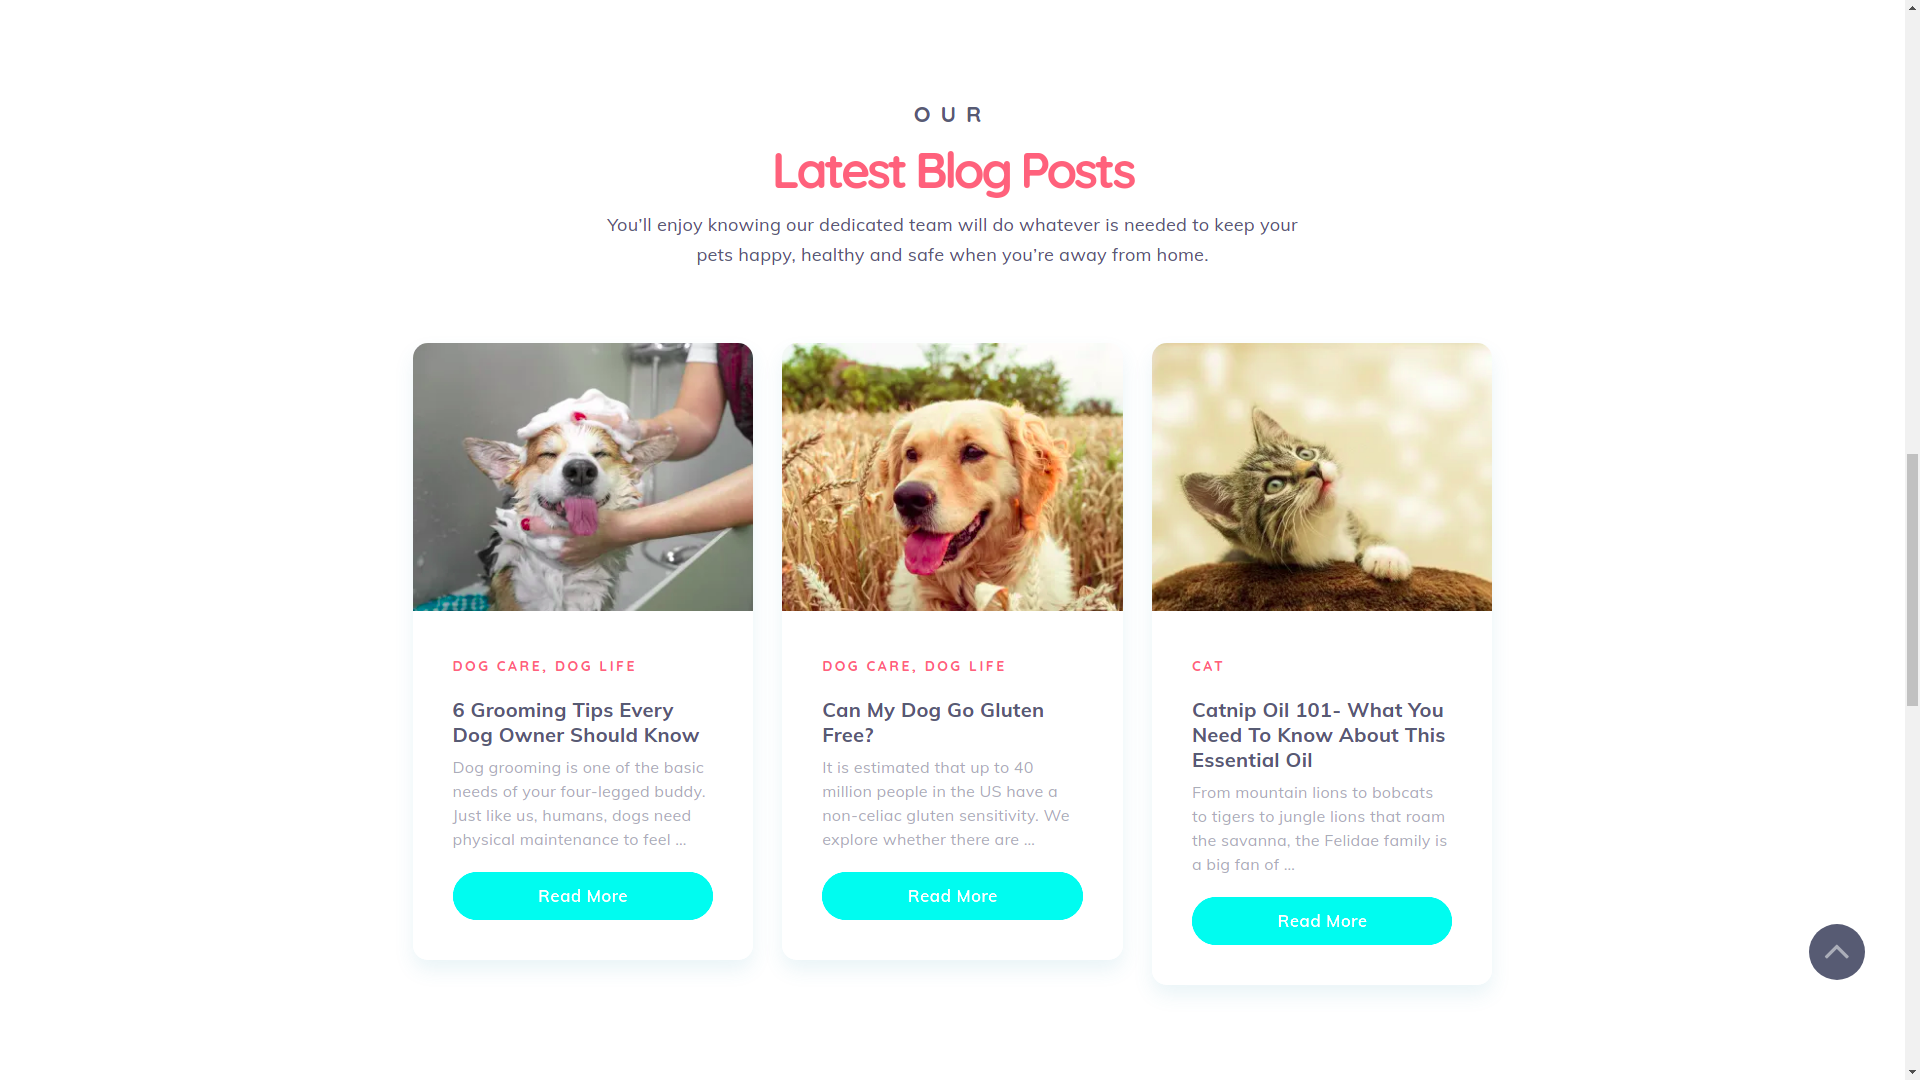 OUR
Latest Blog Posts
You’ll enjoy knowing our dedicated team will do whatever is needed to keep your
pets happy, healthy and safe when you’re away from home.
DOG CARE, DOG LIFE
6 Grooming Tips Every
Dog Owner Should Know
Dog grooming is one of the basic
needs of your four-legged buddy.
Just like us, humans, dogs need
physical maintenance to feel ...
Read More
DOG CARE, DOG LIFE
Can My Dog Go Gluten
Free?
It is estimated that up to 40
million people in the US have a
non-celiac gluten sensitivity. We
explore whether there are ...
Read More
CAT
Catnip Oil 101- What You
Need To Know About This
Essential Oil
From mountain lions to bobcats
to tigers to jungle lions that roam
the savanna, the Felidae family is
a big fan of ...
Read More